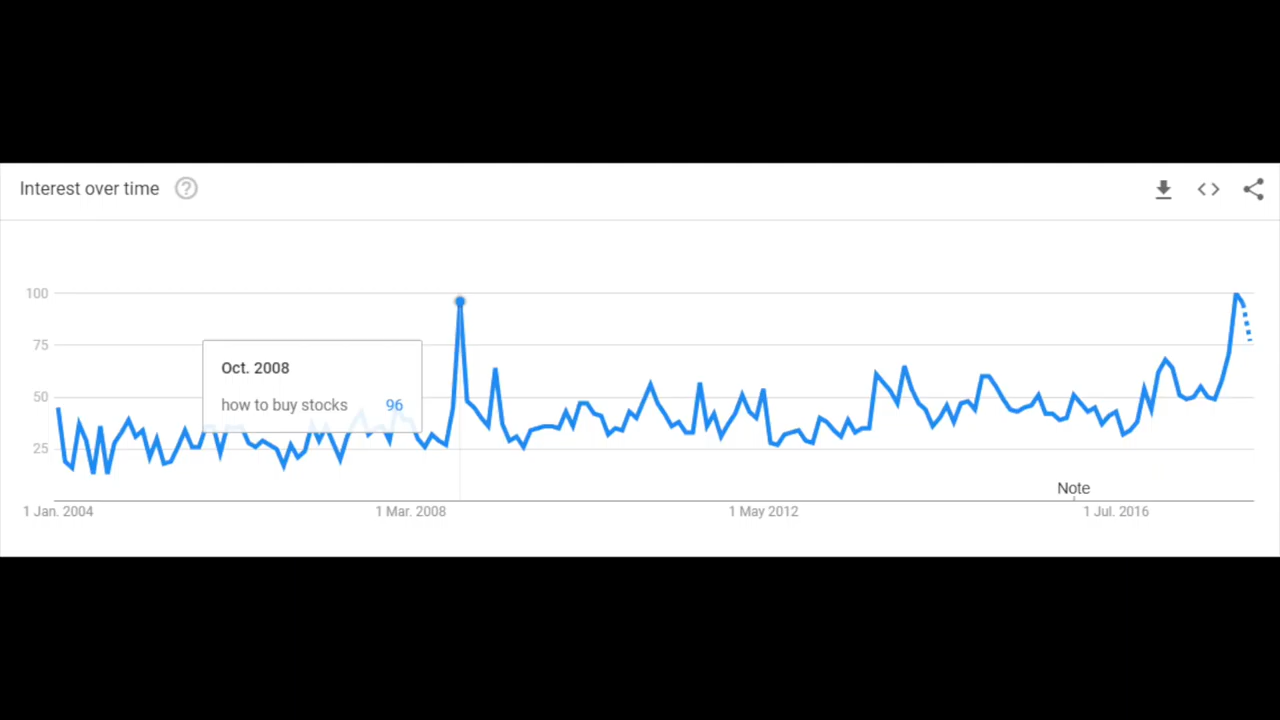 Interest over time
100
75
50
25
Oct. 2008
how to buy stocks 96
Note
1 Jan. 2004 1 Mar. 2008 1 May 2012 1 Jul. 2016